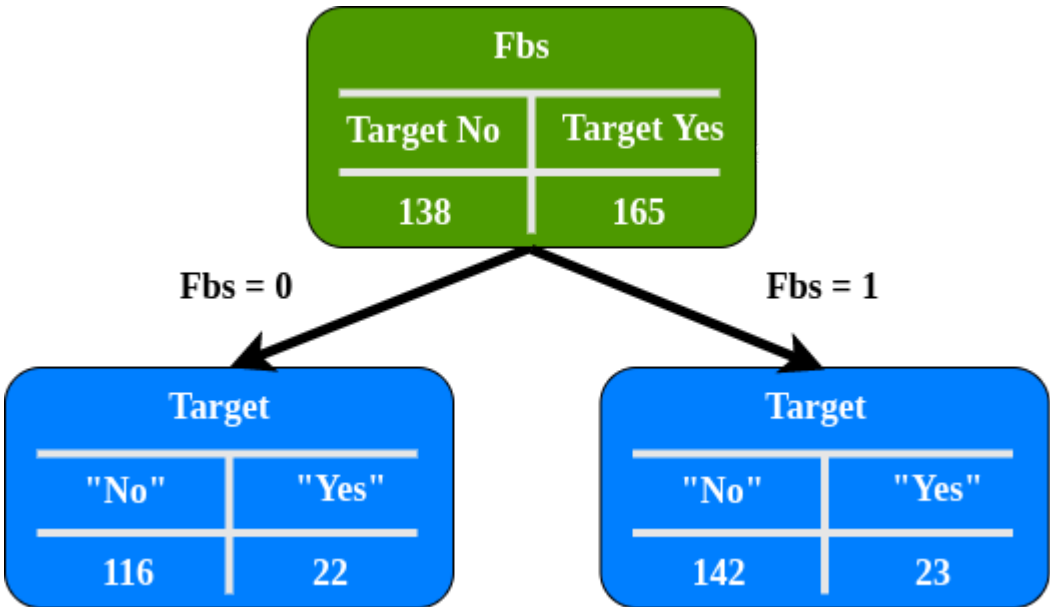 Fbs
Target No Target Yes
138 165
Fbs = 0 Fbs = 1
Target
"No" "Yes"
116 22
Target
"No" "Yes"
142 23